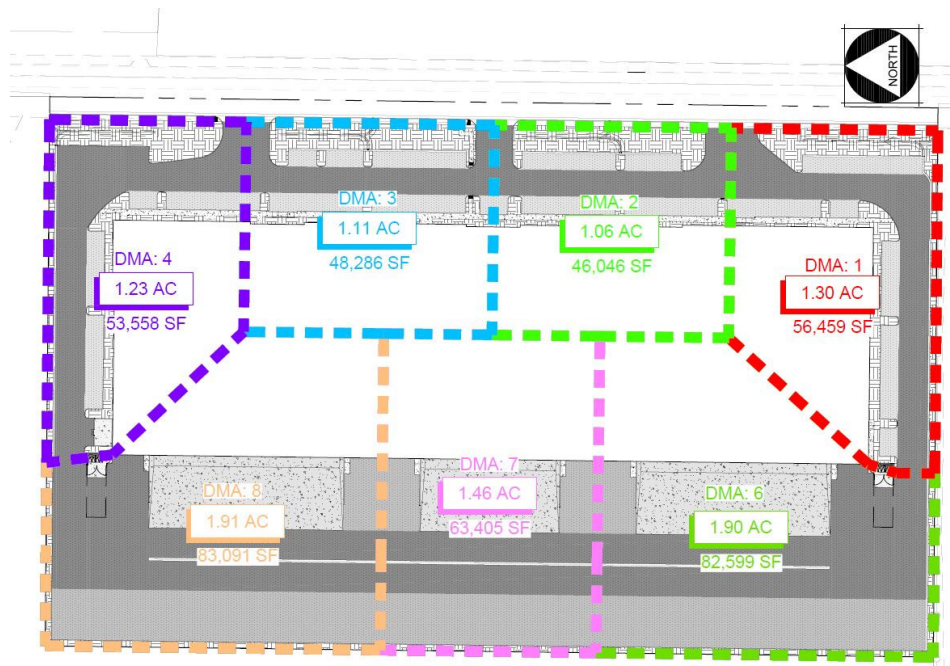 NORTH
DMA: 3
1.11 AC
48,286 SF
DMA: 2
1.06 AC
46,046 SF
DMA: 4
1.23 AC
53,558 SF
DMA: 1
1.30 AC
56,459 SF
DMA: 8
1.91 AC
83,091 SF
DMA: 7
1.46 AC
63,405 SF
DMA: 6
1.90 AC
82,599 SF